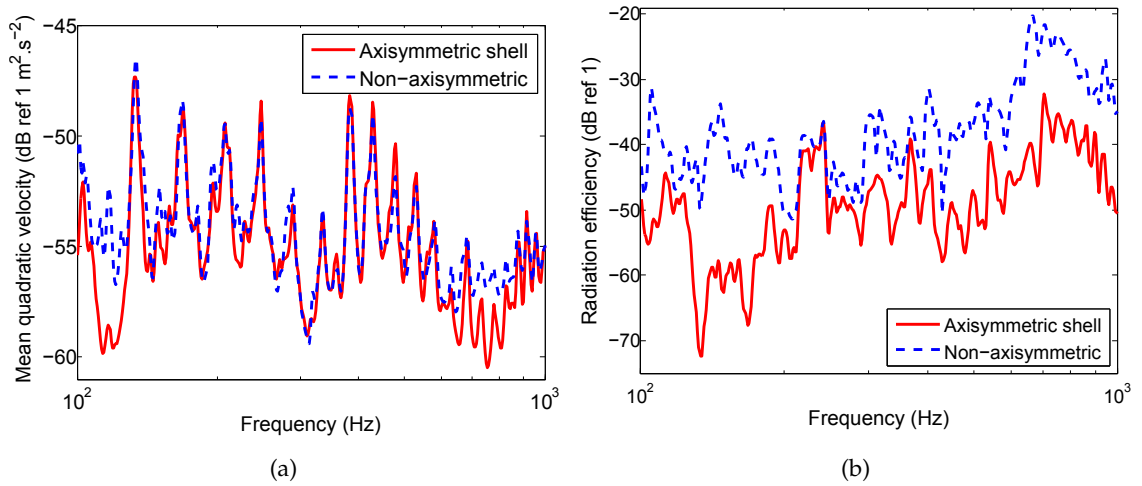 −45
−50
−55
−60
Mean quadratic velocity (dB ref 1 m².s⁻²)
Axisymmetric shell
Non−axisymmetric
10²
10³
Frequency (Hz)
(a)
−20
−30
−40
−50
−60
−70
Radiation efficiency (dB ref 1)
Axisymmetric shell
Non−axisymmetric
10²
10³
Frequency (Hz)
(b)